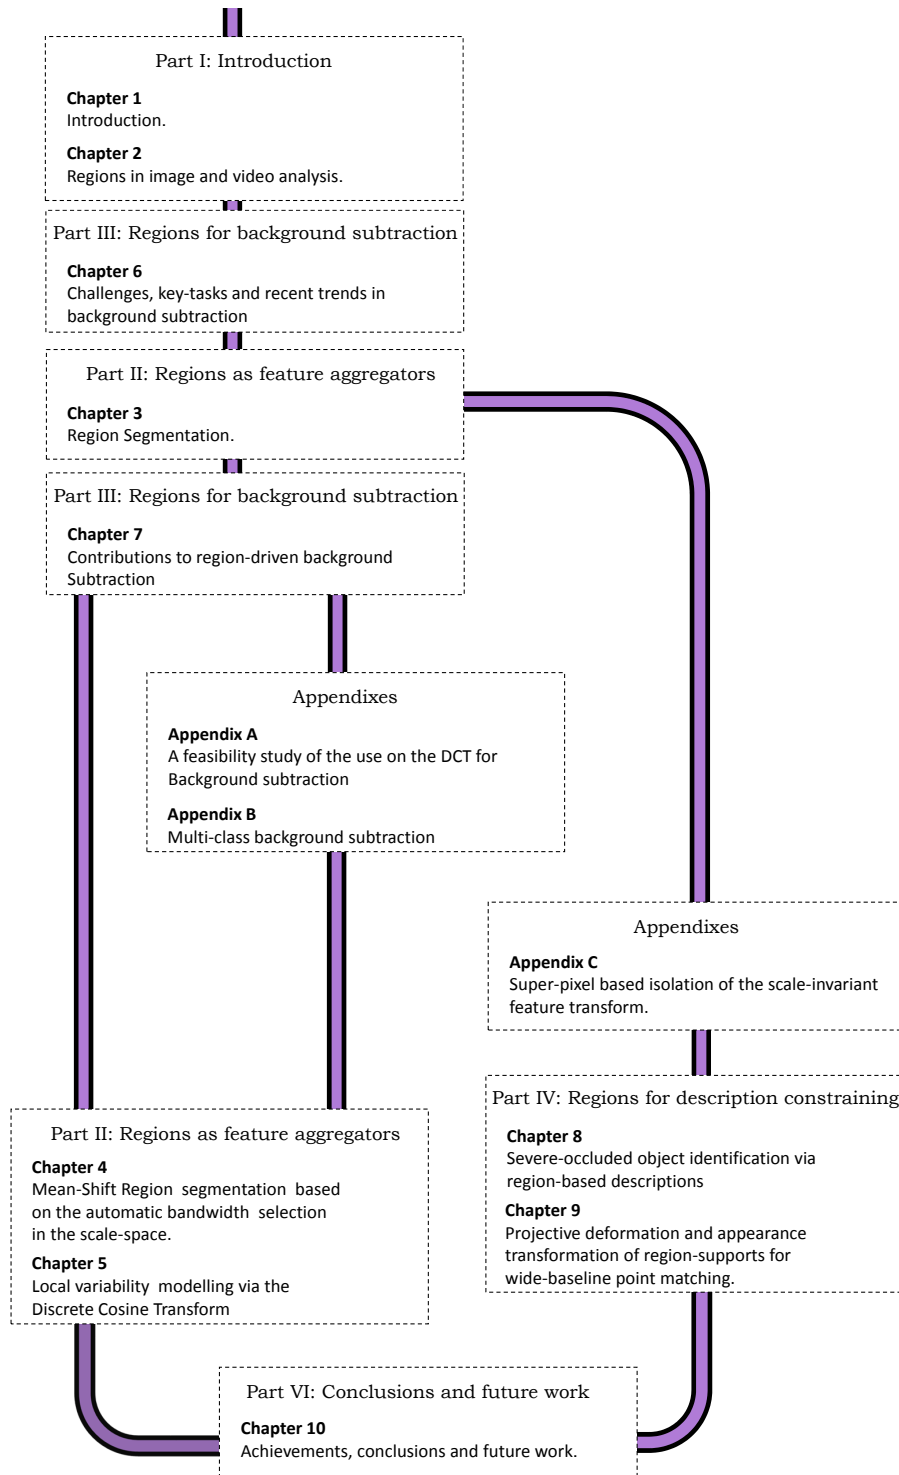 Part I: Introduction
Chapter 1
Introduction.
Chapter 2
Regions in image and video analysis.
Part III: Regions for background subtraction
Chapter 6
Challenges, key-tasks and recent trends in
background subtraction
Part II: Regions as feature aggregators
Chapter 3
Region Segmentation.
Part III: Regions for background subtraction
Chapter 7
Contributions to region-driven background
Subtraction
Appendixes
Appendix A
A feasibility study of the use on the DCT for
Background subtraction
Appendix B
Multi-class background subtraction
Appendixes
Appendix C
Super-pixel based isolation of the scale-invariant
feature transform.
Part IV: Regions for description constraining
Chapter 8
Severe-occluded object identification via
region-based descriptions
Chapter 9
Projective deformation and appearance
transformation of region-supports for
wide-baseline point matching.
Part II: Regions as feature aggregators
Chapter 4
Mean-Shift Region segmentation based
on the automatic bandwidth selection
in the scale-space.
Chapter 5
Local variability modelling via the
Discrete Cosine Transform
Part VI: Conclusions and future work
Chapter 10
Achievements, conclusions and future work.